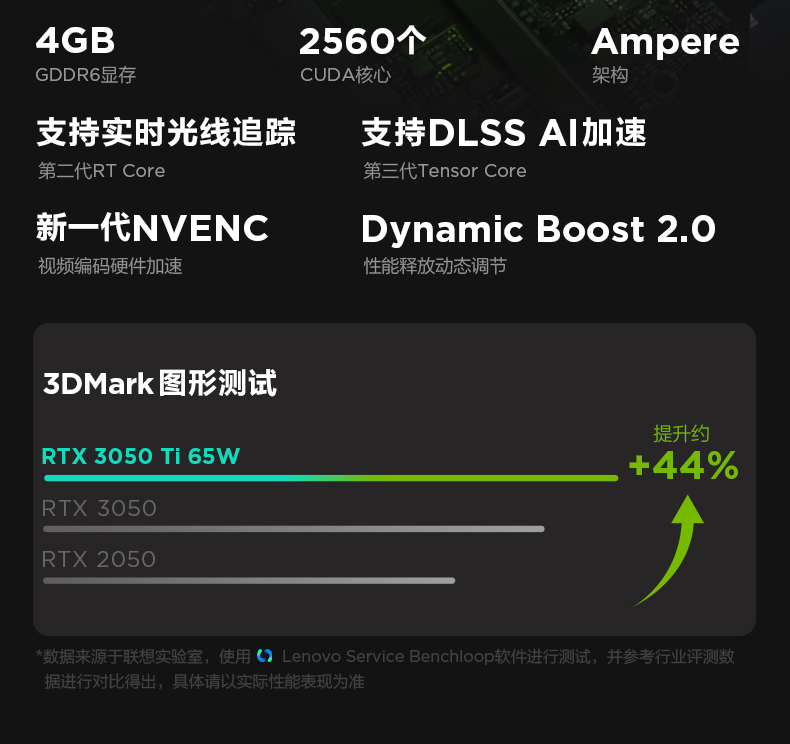 4GB
2560个
Ampere
GDDR6显存
CUDA核心
架构
支持实时光线追踪
支持DLSS AI加速
第二代RT Core
第三代Tensor Core
新一代NVENC
Dynamic Boost 2.0
视频编码硬件加速
性能释放动态调节
3DMark图形测试
提升约
RTX 3050 Ti 65W
+44%
RTX 3050
RTX 2050
*数据来源于联想实验室，使用 Lenovo Service Benchloop软件进行测试，并参考行业评测数
据进行对比得出，具体请以实际性能表现为准